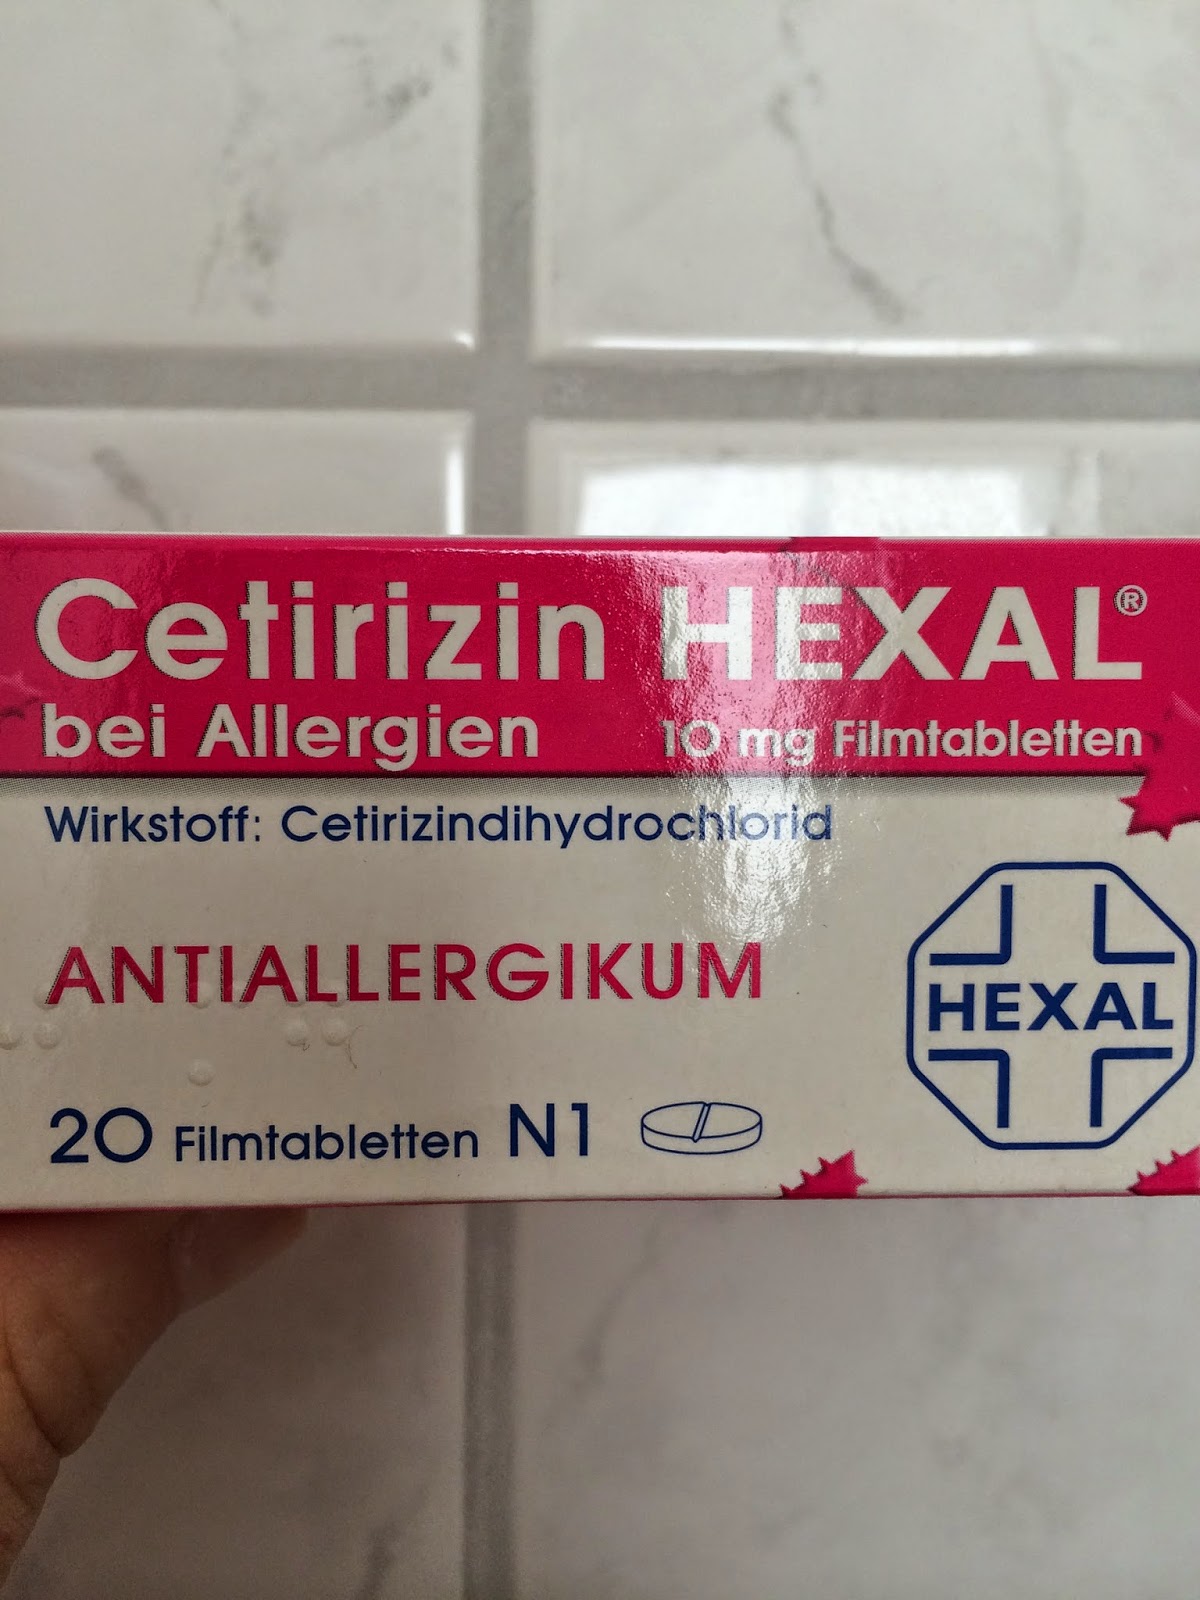 Cetirizin HEXAL®
bei Allergien 10 mg Filmtabletten
Wirkstoff: Cetirizindihydrochlorid
ANTIALLERGIKUM
HEXAL
20 Filmtabletten N1